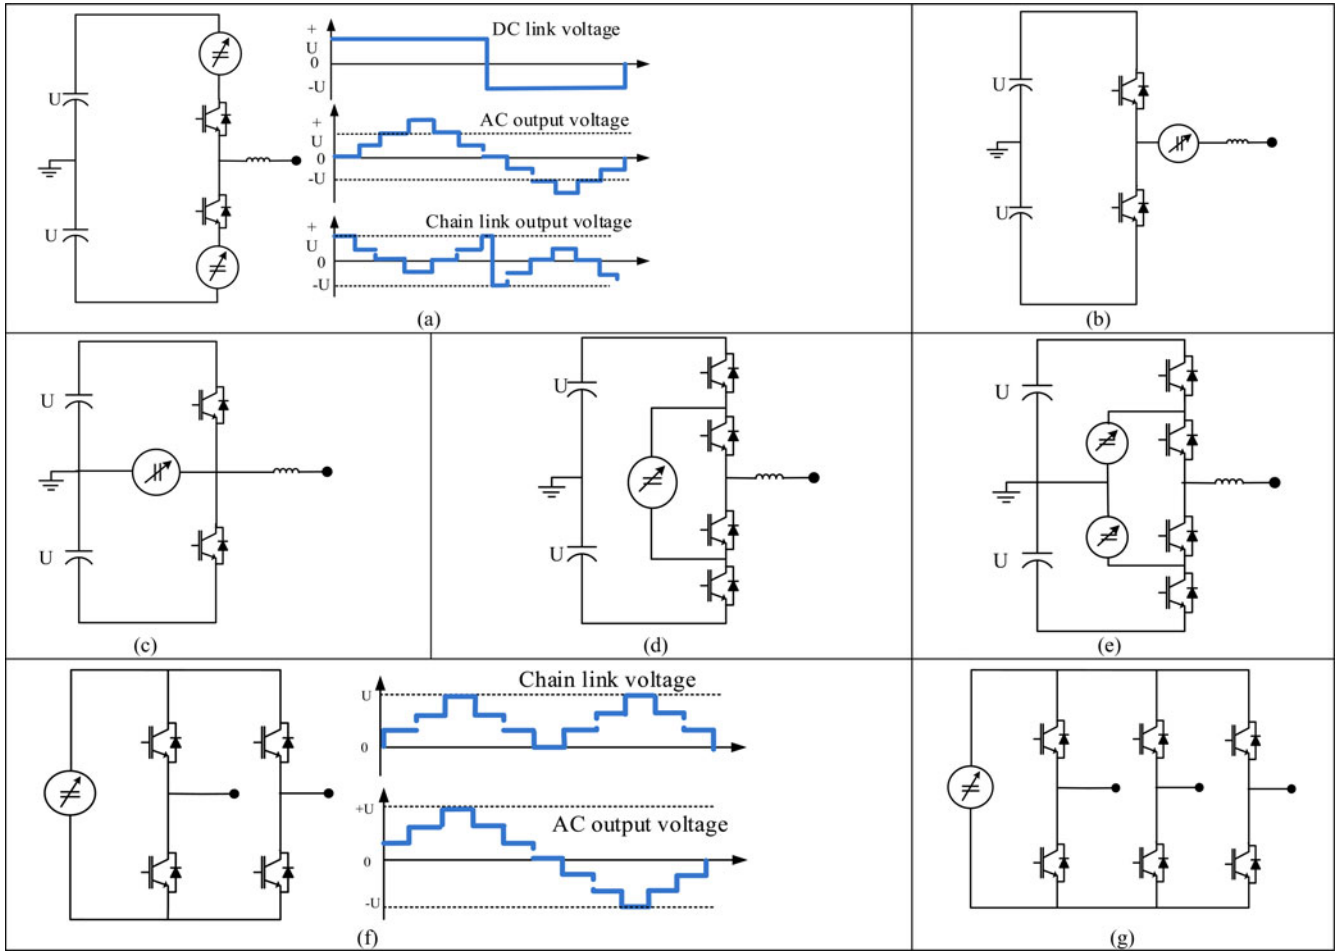 U
U
+
U
0
-U
DC link voltage
+
U
0
-U
AC output voltage
+
U
0
-U
Chain link output voltage
(a)
U
U
(b)
U
U
(c)
U
U
(d)
U
U
(e)
U
0
Chain link voltage
+U
0
-U
AC output voltage
(f)
(g)